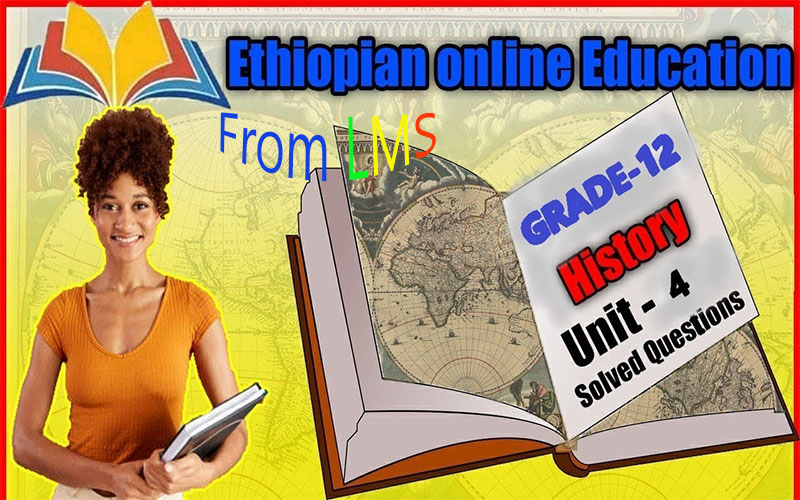 Ethiopian online Education
From LMS
GRADE-12
History
Unit - 4
Solved Questions